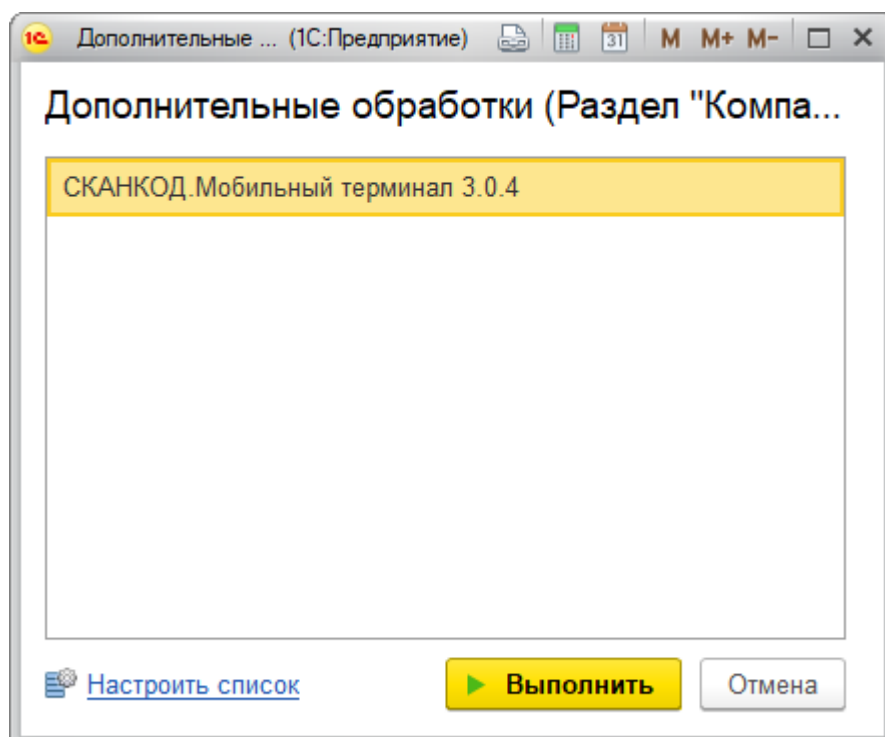 1С Дополнительные ... (1С:Предприятие) 31 M M+ M-
Дополнительные обработки (Раздел "Компа...
СКАНКОД.Мобильный терминал 3.0.4
Настроить список Выполнить Отмена